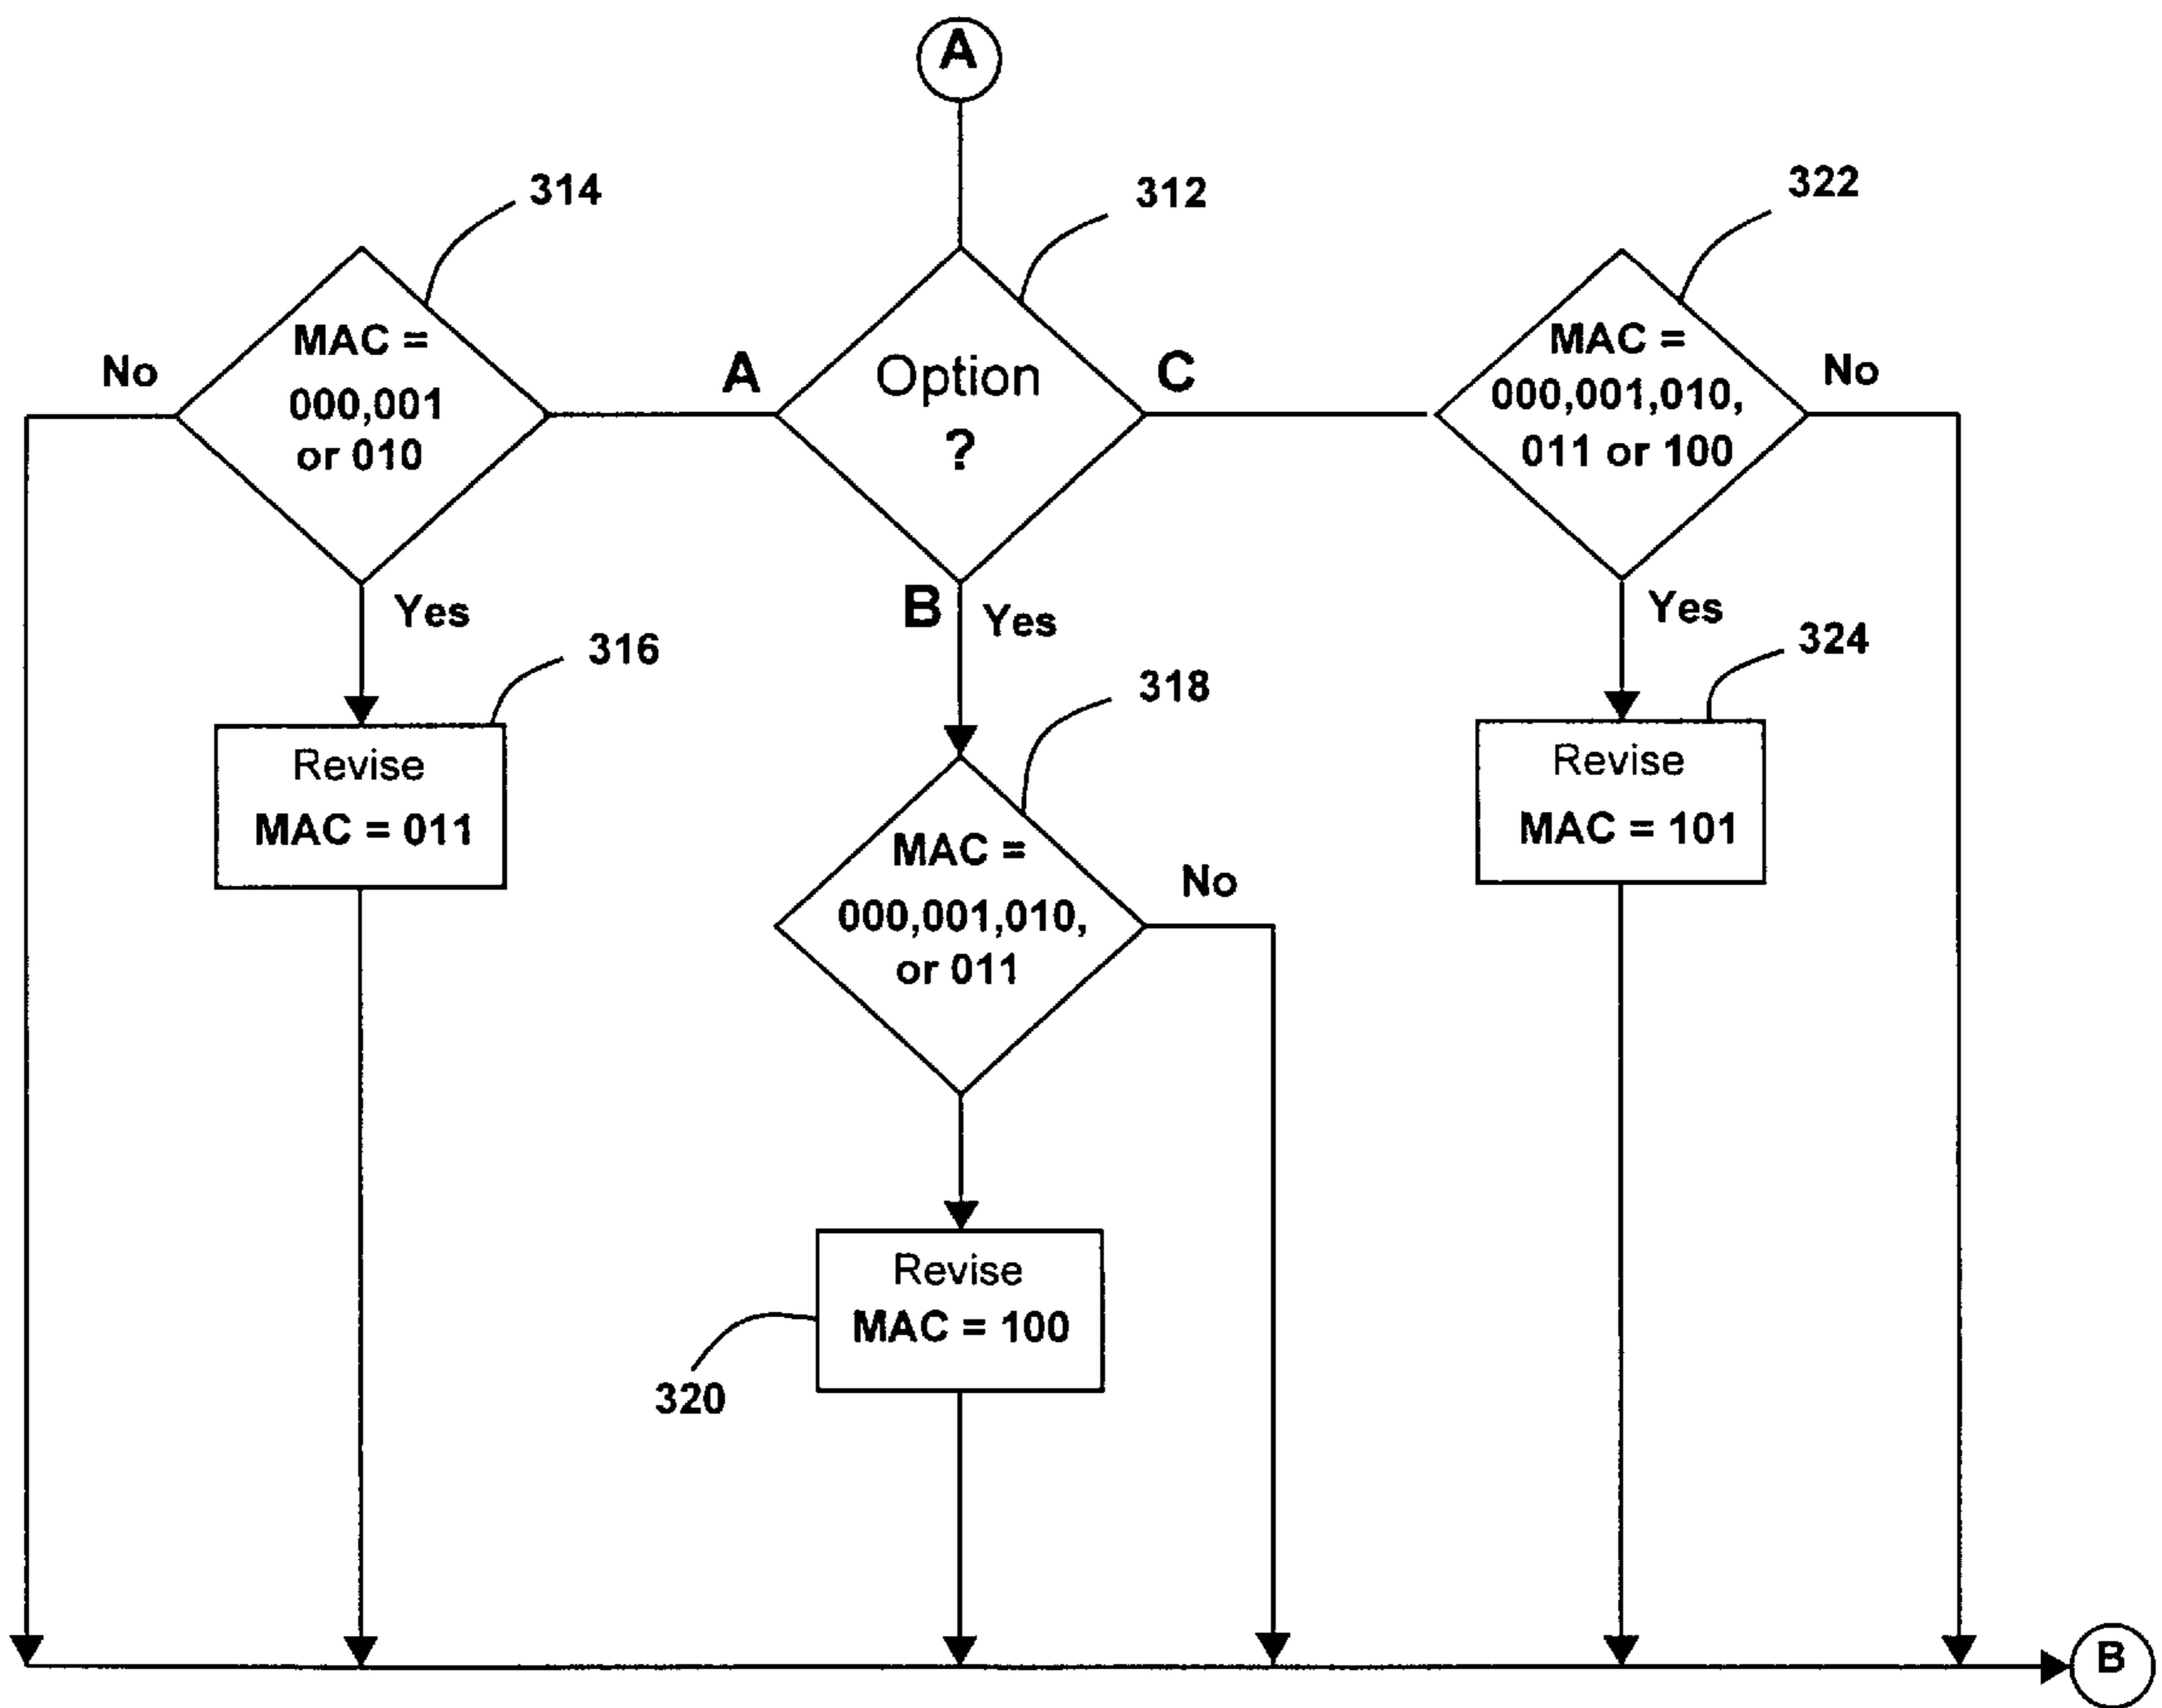 A
314
312
322
MAC =
000,001
or 010
No
A
Option
?
C
MAC =
000,001,010,
011 or 100
No
Yes
B
Yes
Yes
316
318
324
Revise
MAC = 011
Revise
MAC = 101
MAC =
000,001,010,
or 011
No
Revise
MAC = 100
320
B